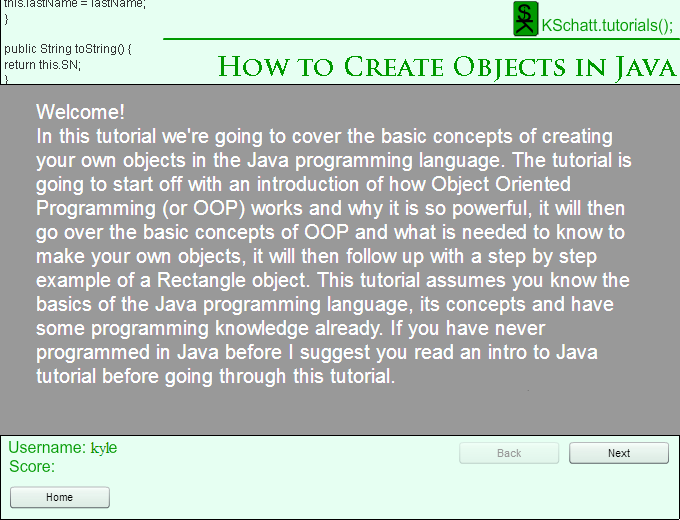 this.lastName = lastName;
}
public String toString() {
return this.SN;
}
KSchatt.tutorials();
How to Create Objects in Java
Welcome!
In this tutorial we're going to cover the basic concepts of creating
your own objects in the Java programming language. The tutorial is
going to start off with an introduction of how Object Oriented
Programming (or OOP) works and why it is so powerful, it will then
go over the basic concepts of OOP and what is needed to know to
make your own objects, it will then follow up with a step by step
example of a Rectangle object. This tutorial assumes you know the
basics of the Java programming language, its concepts and have
some programming knowledge already. If you have never
programmed in Java before I suggest you read an intro to Java
tutorial before going through this tutorial.
Username: kyle
Score:
Back
Next
Home